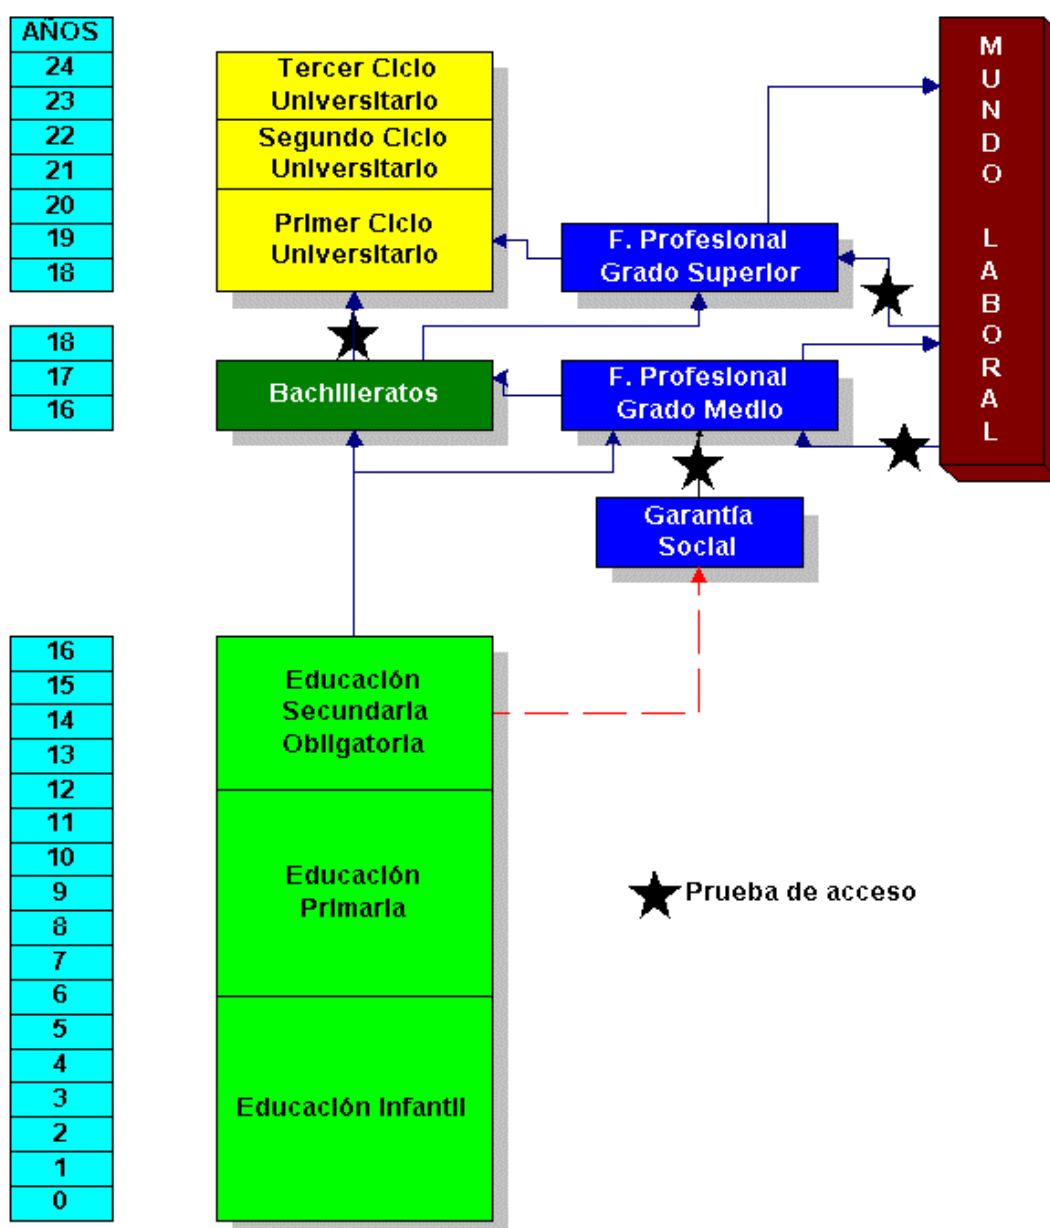 AÑOS
24
23
22
21
20
19
18
18
17
16
16
15
14
13
12
11
10
9
8
7
6
5
4
3
2
1
0
Tercer Ciclo
Universitario
Segundo Ciclo
Universitario
Primer Ciclo
Universitario
F. Profesional
Grado Superior
Bachilleratos
F. Profesional
Grado Medio
Garantía
Social
MUNDO LABORAL
Educación
Secundaria
Obligatoria
Educación
Primaria
Educación Infantil
Prueba de acceso